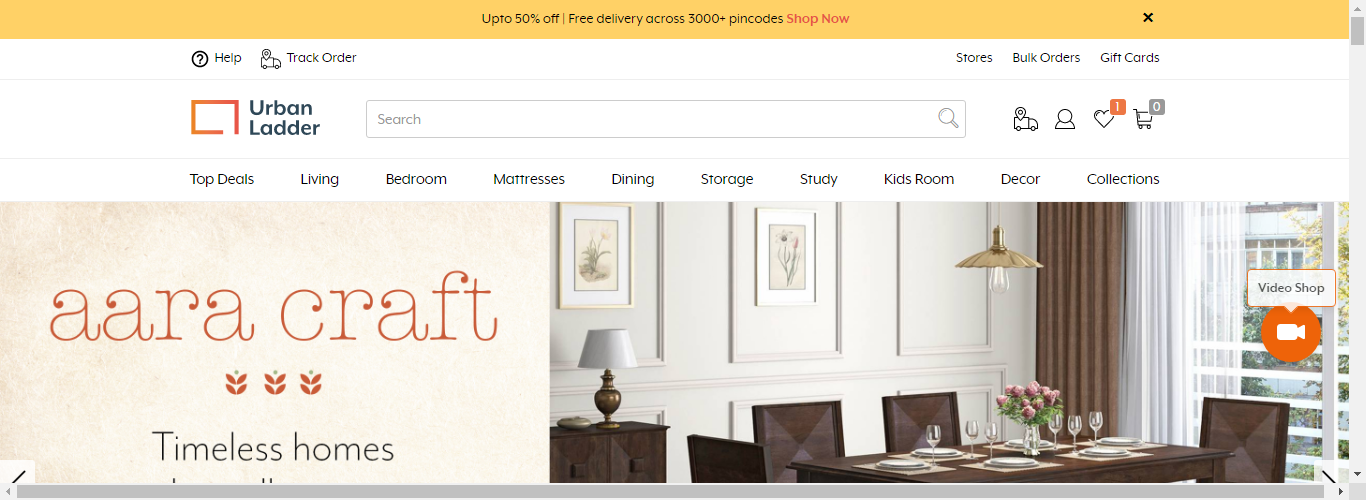 Upto 50% off | Free delivery across 3000+ pincodes Shop Now
Help
Track Order
Stores
Bulk Orders
Gift Cards
Urban
Ladder
Search
1
0
Top Deals
Living
Bedroom
Mattresses
Dining
Storage
Study
Kids Room
Decor
Collections
aara craft
Timeless homes
Video Shop